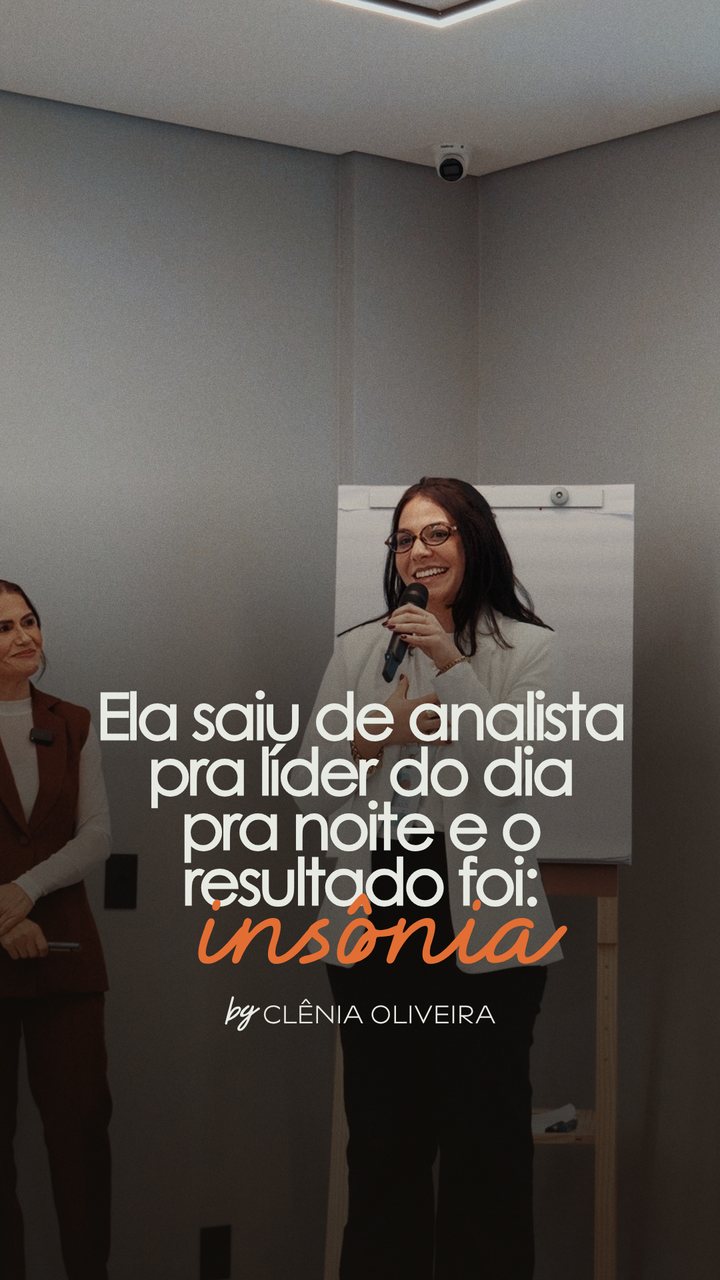 Ela saiu de analista
pra líder do dia
pra noite e o
resultado foi:
insônia
by CLÊNIA OLIVEIRA